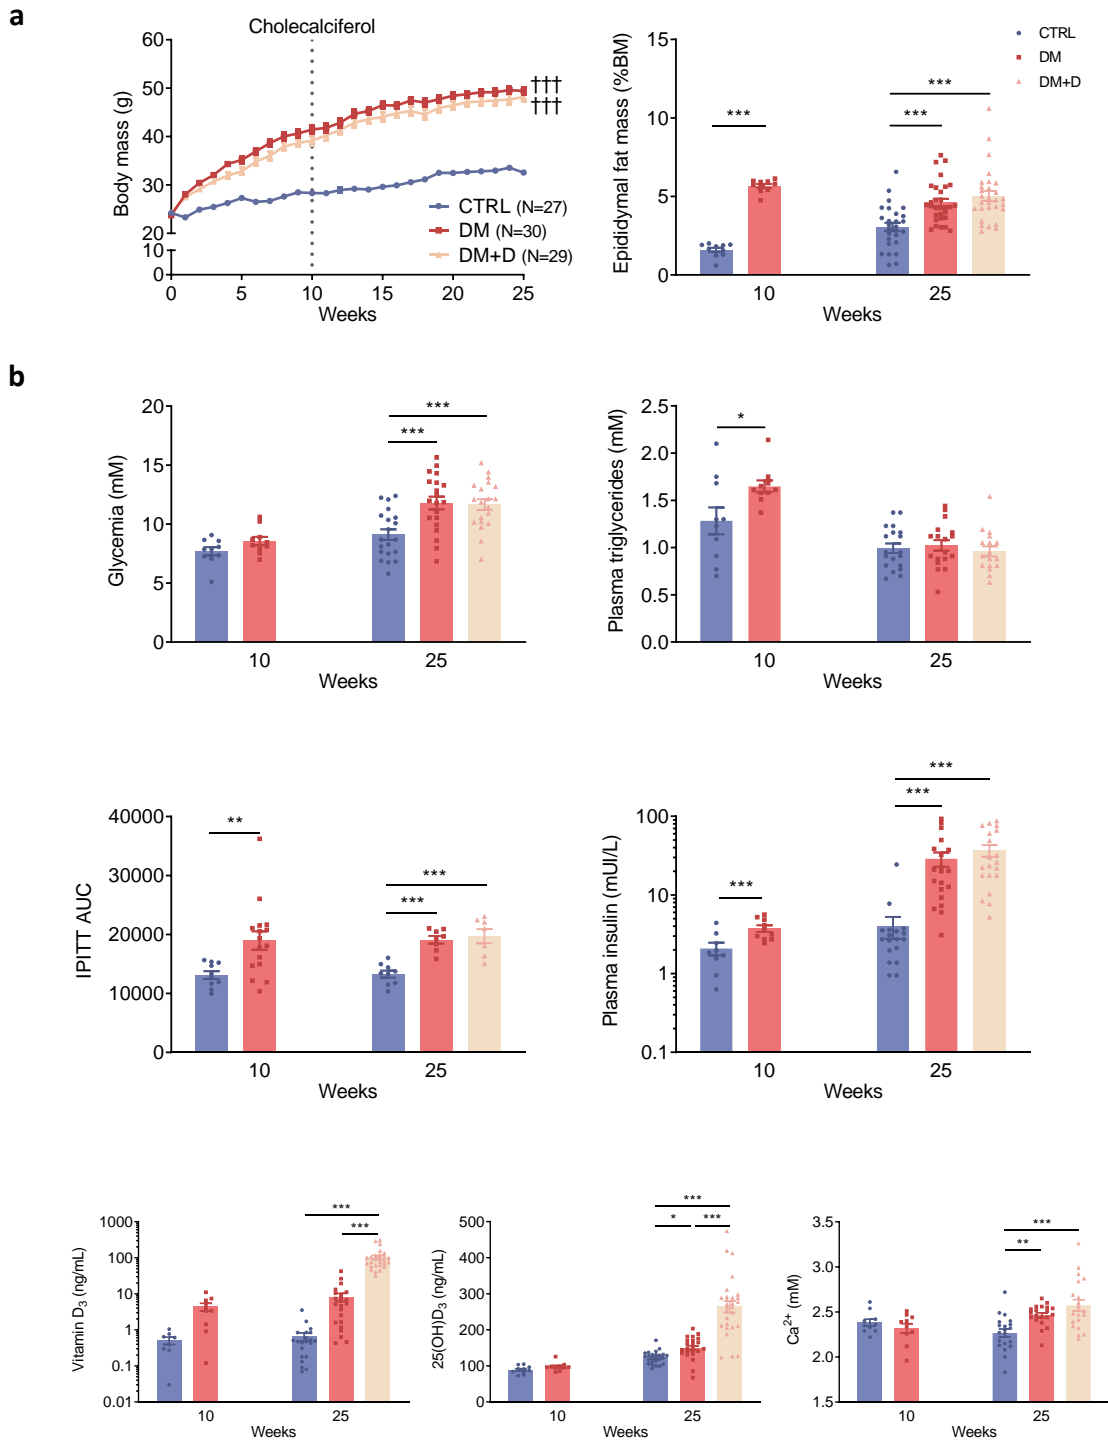 a
Cholecalciferol
Body mass (g)
60
50
40
30
20
10
0
†††
†††
CTRL (N=27)
DM (N=30)
DM+D (N=29)
0 5 10 15 20 25
Weeks
Epididymal fat mass (%BM)
15
10
5
0
***
***
***
10 25
Weeks
CTRL
DM
DM+D
b
Glycemia (mM)
20
15
10
5
0
***
***
10 25
Weeks
Plasma triglycerides (mM)
2.5
2.0
1.5
1.0
0.5
0.0
*
10 25
Weeks
IPITT AUC
40000
30000
20000
10000
0
**
***
***
10 25
Weeks
Plasma insulin (mUI/L)
100
10
1
0.1
***
***
***
10 25
Weeks
Vitamin D3 (ng/mL)
1000
100
10
1
0.1
0.01
***
***
10 25
Weeks
25(OH)D3 (ng/mL)
500
400
300
200
100
0
***
* ***
10 25
Weeks
Ca2+ (mM)
3.5
3.0
2.5
2.0
1.5
***
**
10 25
Weeks